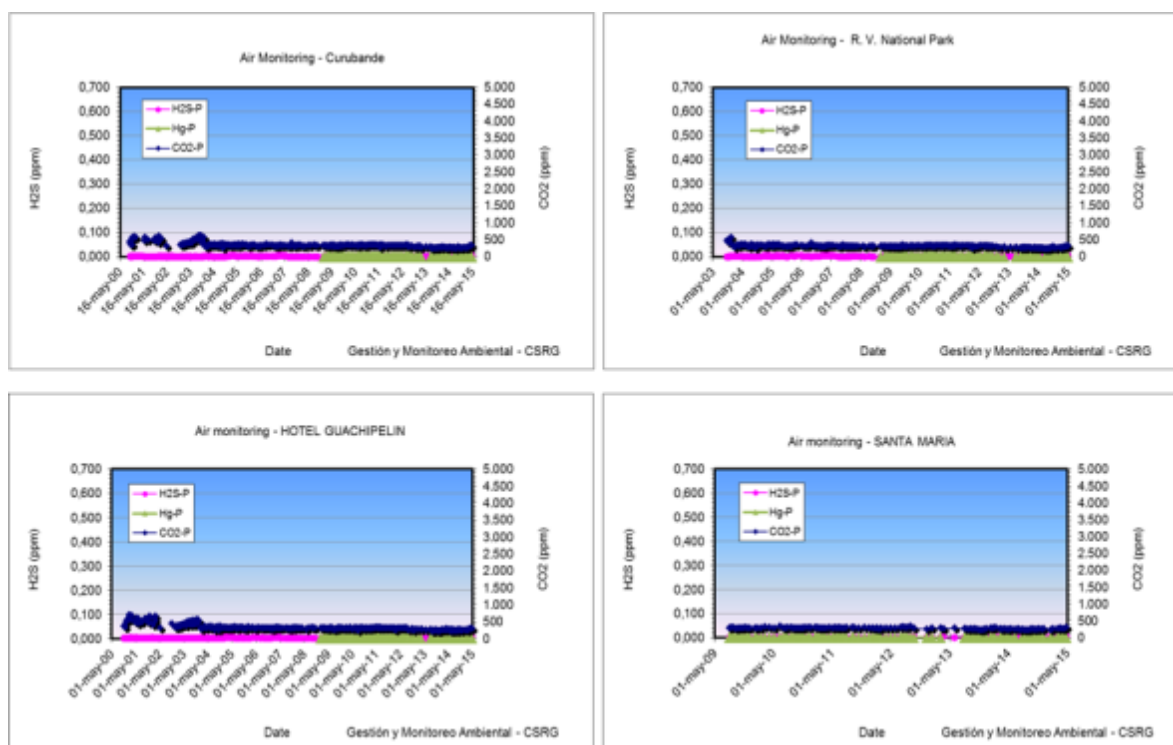 Air Monitoring - Curubande
H2S (ppm)
0,700
0,600
0,500
0,400
0,300
0,200
0,100
0,000
H2S-P
Hg-P
CO2-P
5.000
4.500
4.000
3.500
3.000
2.500
2.000
1.500
1.000
500
0
CO2 (ppm)
16-may-00
16-may-01
16-may-02
16-may-03
16-may-04
16-may-05
16-may-06
16-may-07
16-may-08
16-may-09
16-may-10
16-may-11
16-may-12
16-may-13
16-may-14
16-may-15
Date
Gestión y Monitoreo Ambiental - CSRG
Air Monitoring - R. V. National Park
H2S (ppm)
0,700
0,600
0,500
0,400
0,300
0,200
0,100
0,000
H2S-P
Hg-P
CO2-P
5.000
4.500
4.000
3.500
3.000
2.500
2.000
1.500
1.000
500
0
CO2 (ppm)
01-may-03
01-may-04
01-may-05
01-may-06
01-may-07
01-may-08
01-may-09
01-may-10
01-may-11
01-may-12
01-may-13
01-may-14
01-may-15
Date
Gestión y Monitoreo Ambiental - CSRG
Air monitoring - HOTEL GUACHIPELIN
H2S (ppm)
0,700
0,600
0,500
0,400
0,300
0,200
0,100
0,000
H2S-P
Hg-P
CO2-P
5.000
4.500
4.000
3.500
3.000
2.500
2.000
1.500
1.000
500
0
CO2 (ppm)
01-may-00
01-may-01
01-may-02
01-may-03
01-may-04
01-may-05
01-may-06
01-may-07
01-may-08
01-may-09
01-may-10
01-may-11
01-may-12
01-may-13
01-may-14
01-may-15
Date
Gestión y Monitoreo Ambiental - CSRG
Air monitoring - SANTA MARIA
H2S (ppm)
0,700
0,600
0,500
0,400
0,300
0,200
0,100
0,000
H2S-P
Hg-P
CO2-P
5.000
4.500
4.000
3.500
3.000
2.500
2.000
1.500
1.000
500
0
CO2 (ppm)
01-may-09
01-may-10
01-may-11
01-may-12
01-may-13
01-may-14
01-may-15
Date
Gestión y Monitoreo Ambiental - CSRG